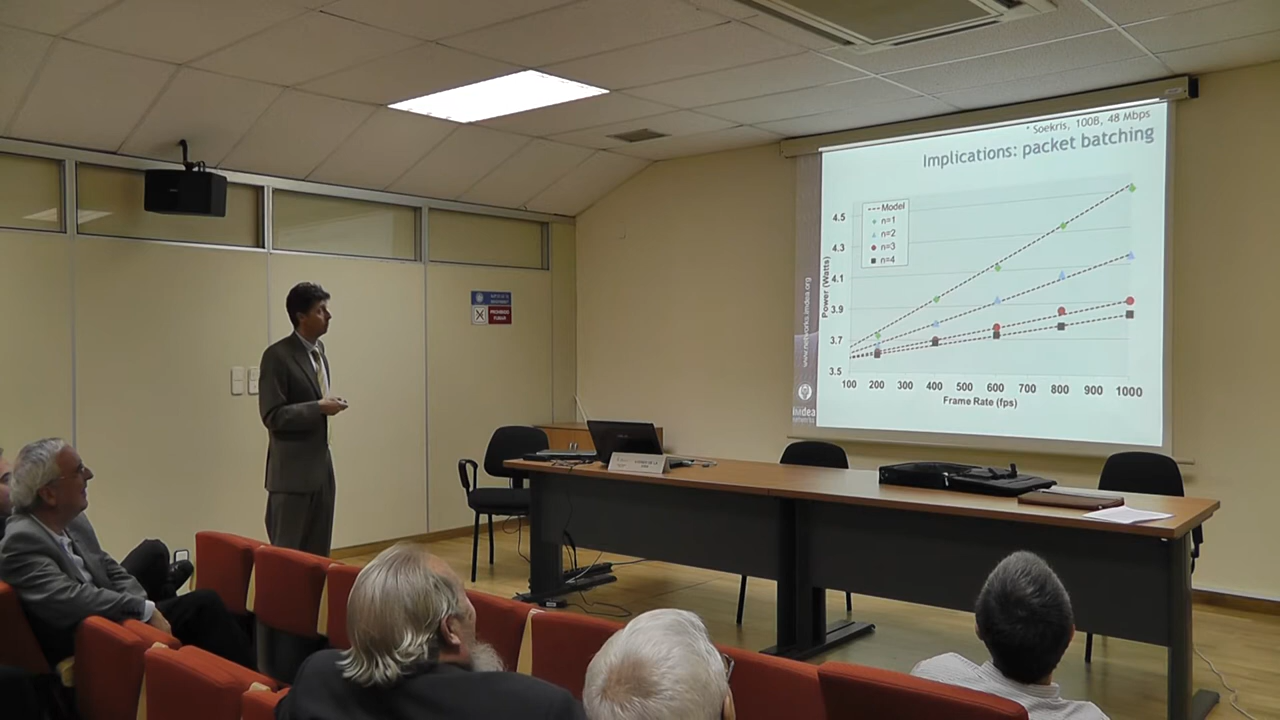 * Soekris, 100B, 48 Mbps
Implications: packet batching
Model
n=1
n=2
n=3
n=4
Power (Watts)
4.5
4.3
4.1
3.9
3.7
3.5
100 200 300 400 500 600 700 800 900 1000
Frame Rate (fps)
www.networks.imdea.org
imdea
networks